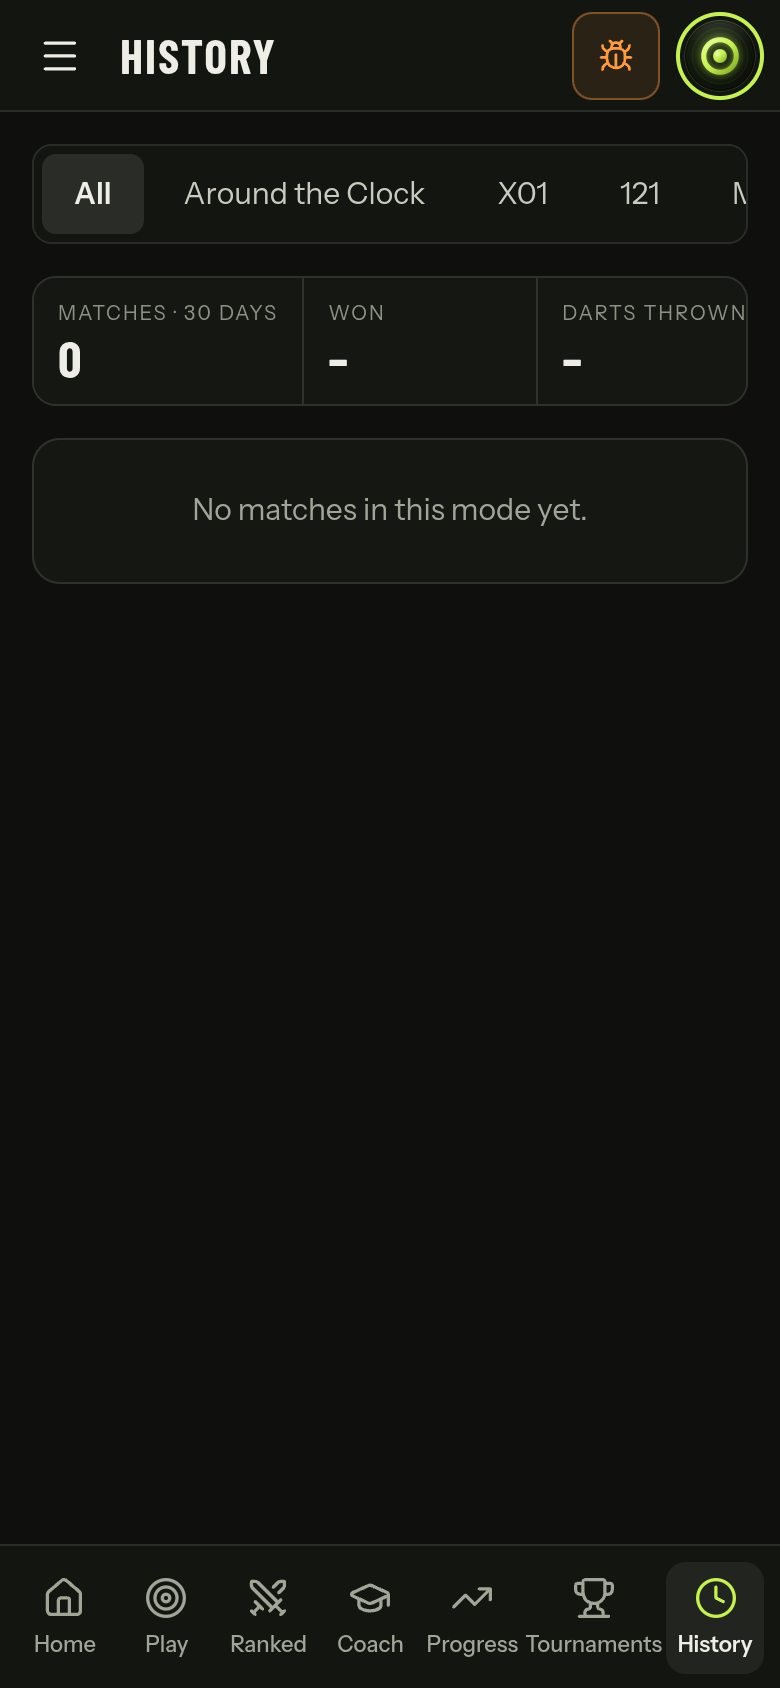 HISTORY
All Around the Clock X01 121
MATCHES · 30 DAYS WON DARTS THROWN
0 – –
No matches in this mode yet.
Home Play Ranked Coach Progress Tournaments History